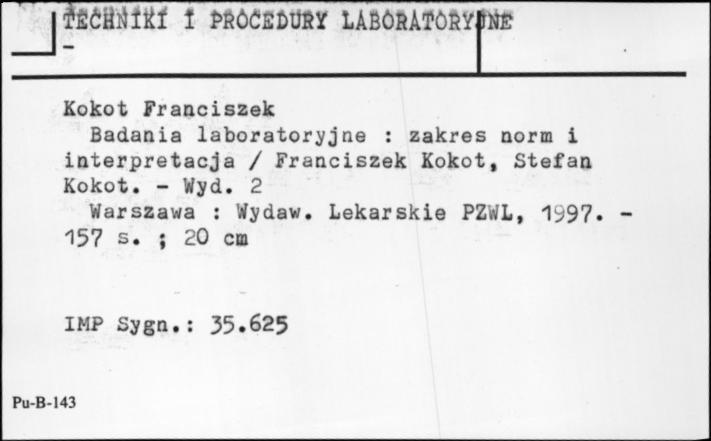 TECHNIKI I PROCEDURY LABORATORYJNE
–
Kokot Franciszek
Badania laboratoryjne : zakres norm i
interpretacja / Franciszek Kokot, Stefan
Kokot. – Wyd. 2
Warszawa : Wydaw. Lekarskie PZWL, 1997. –
157 s. ; 20 cm
IMP Sygn.: 35.625
Pu-B-143